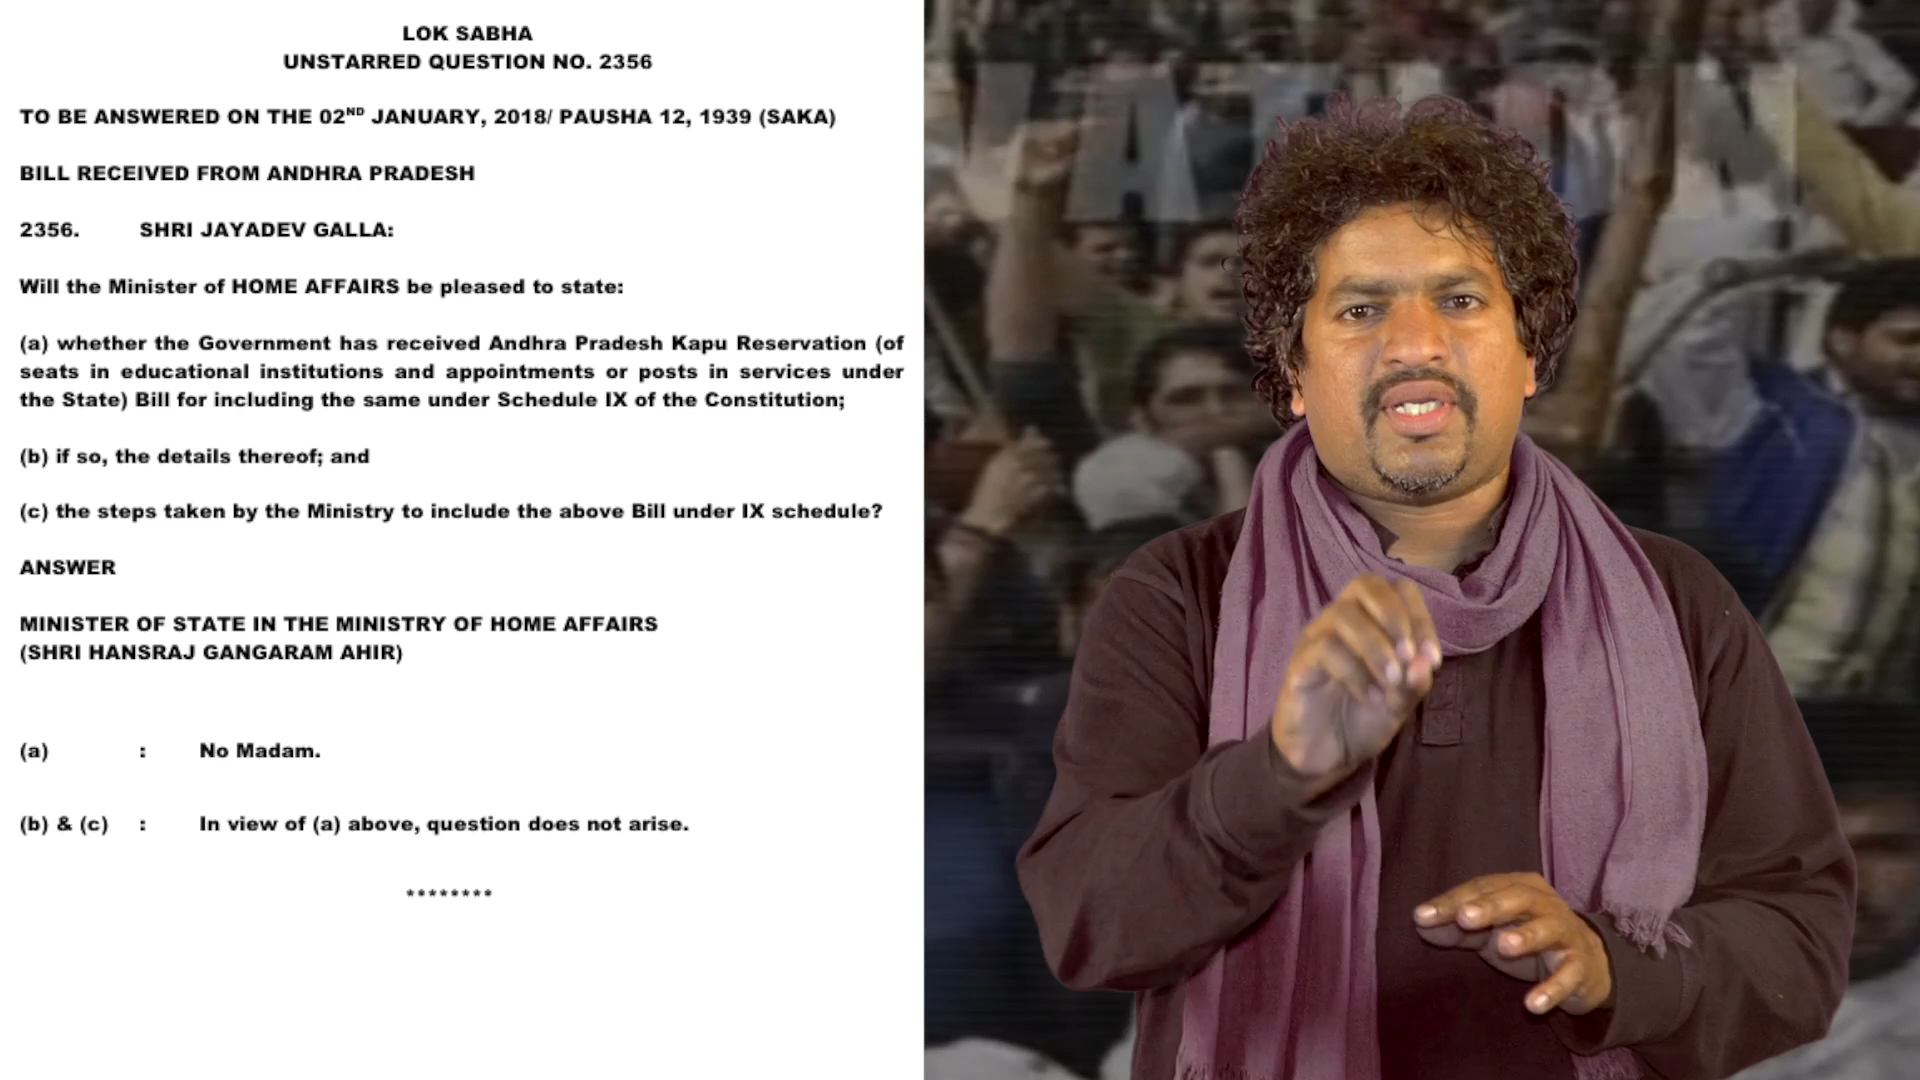 LOK SABHA
UNSTARRED QUESTION NO. 2356
TO BE ANSWERED ON THE 02ND JANUARY, 2018/ PAUSHA 12, 1939 (SAKA)
BILL RECEIVED FROM ANDHRA PRADESH
2356. SHRI JAYADEV GALLA:
Will the Minister of HOME AFFAIRS be pleased to state:
(a) whether the Government has received Andhra Pradesh Kapu Reservation (of
seats in educational institutions and appointments or posts in services under
the State) Bill for including the same under Schedule IX of the Constitution;
(b) if so, the details thereof; and
(c) the steps taken by the Ministry to include the above Bill under IX schedule?
ANSWER
MINISTER OF STATE IN THE MINISTRY OF HOME AFFAIRS
(SHRI HANSRAJ GANGARAM AHIR)
(a) : No Madam.
(b) & (c) : In view of (a) above, question does not arise.
********